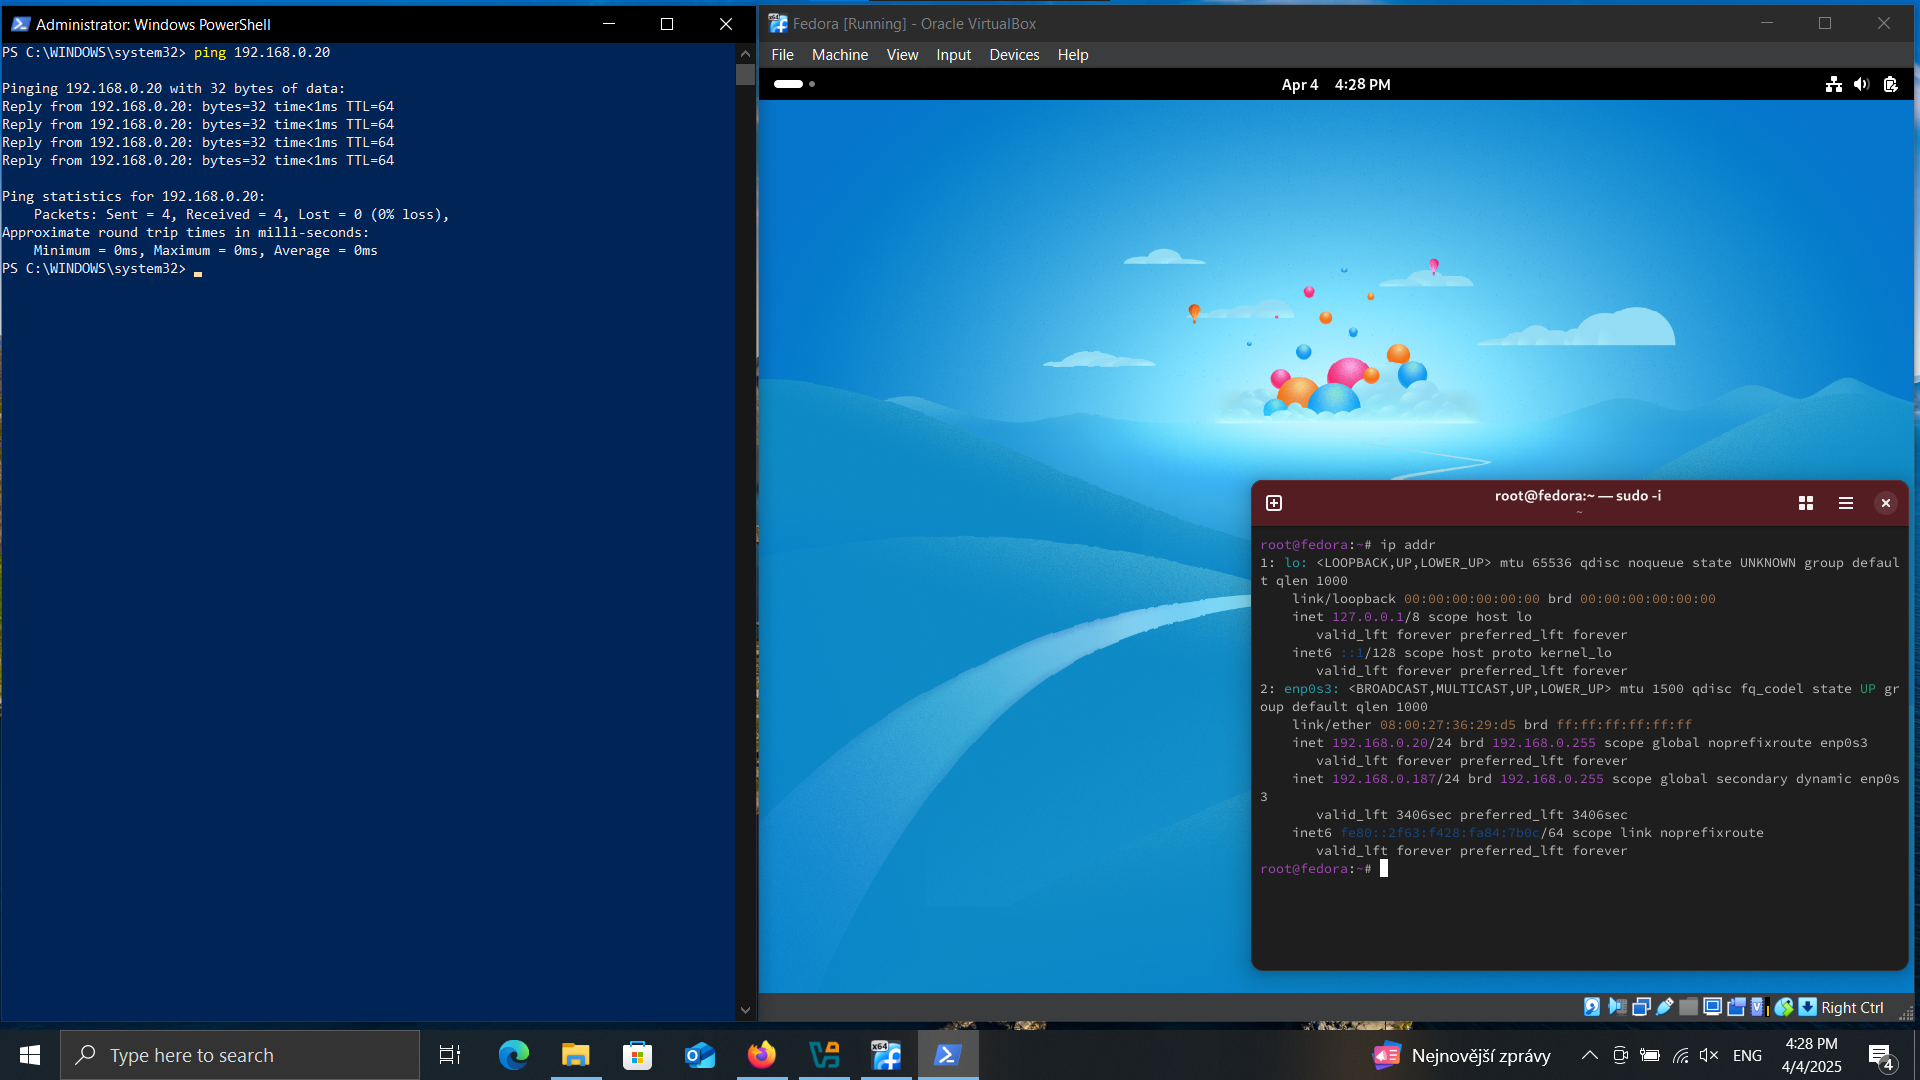 Administrator: Windows PowerShell
PS C:\WINDOWS\system32> ping 192.168.0.20
Pinging 192.168.0.20 with 32 bytes of data:
Reply from 192.168.0.20: bytes=32 time<1ms TTL=64
Reply from 192.168.0.20: bytes=32 time<1ms TTL=64
Reply from 192.168.0.20: bytes=32 time<1ms TTL=64
Reply from 192.168.0.20: bytes=32 time<1ms TTL=64
Ping statistics for 192.168.0.20:
Packets: Sent = 4, Received = 4, Lost = 0 (0% loss),
Approximate round trip times in milli-seconds:
Minimum = 0ms, Maximum = 0ms, Average = 0ms
PS C:\WINDOWS\system32>
Fedora [Running] - Oracle VirtualBox
File Machine View Input Devices Help
Apr 4 4:28 PM
root@fedora:~ — sudo -i
~
root@fedora:~# ip addr
1: lo: <LOOPBACK,UP,LOWER_UP> mtu 65536 qdisc noqueue state UNKNOWN group defaul
t qlen 1000
link/loopback 00:00:00:00:00:00 brd 00:00:00:00:00:00
inet 127.0.0.1/8 scope host lo
valid_lft forever preferred_lft forever
inet6 ::1/128 scope host proto kernel_lo
valid_lft forever preferred_lft forever
2: enp0s3: <BROADCAST,MULTICAST,UP,LOWER_UP> mtu 1500 qdisc fq_codel state UP gr
oup default qlen 1000
link/ether 08:00:27:36:29:d5 brd ff:ff:ff:ff:ff:ff
inet 192.168.0.20/24 brd 192.168.0.255 scope global noprefixroute enp0s3
valid_lft forever preferred_lft forever
inet 192.168.0.187/24 brd 192.168.0.255 scope global secondary dynamic enp0s
3
valid_lft 3406sec preferred_lft 3406sec
inet6 fe80::2f63:f428:fa84:7b0c/64 scope link noprefixroute
valid_lft forever preferred_lft forever
root@fedora:~#
Right Ctrl
Type here to search
x64
Nejnovější zprávy
ENG
4:28 PM
4/4/2025
4